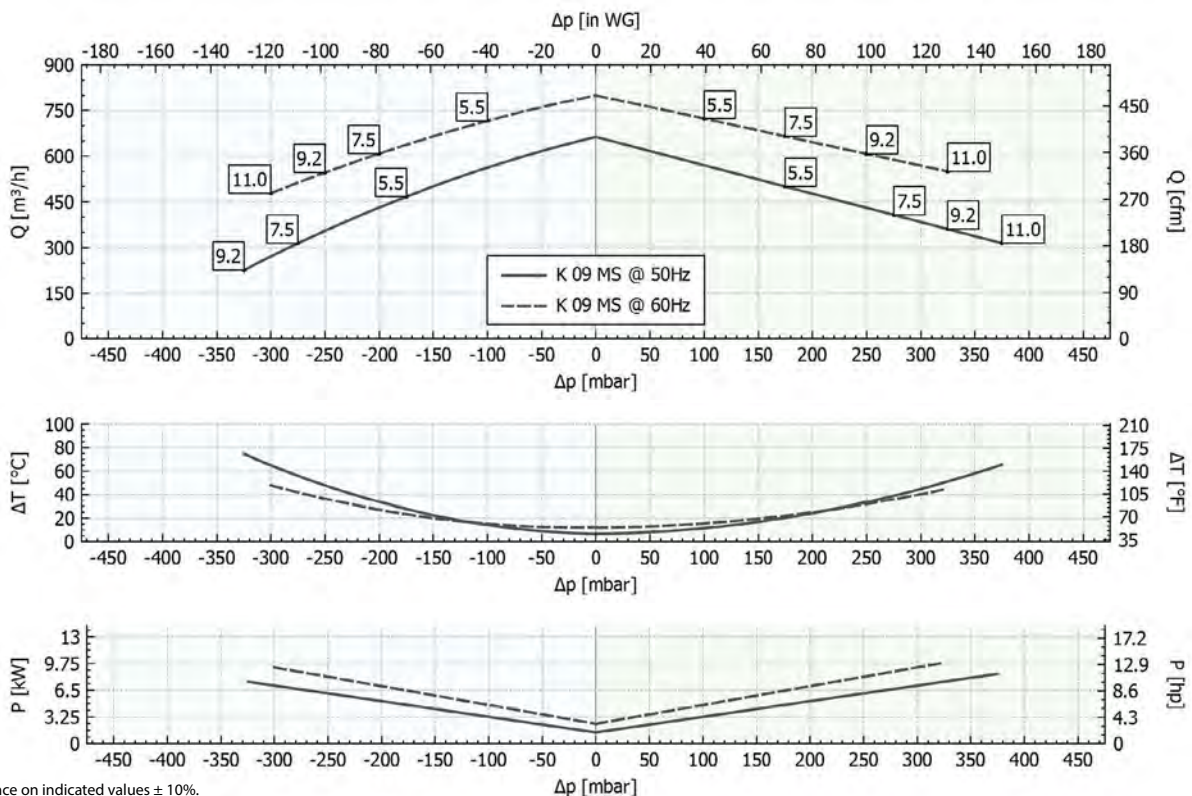 Δp [in WG]
-180 -160 -140 -120 -100 -80 -60 -40 -20 0 20 40 60 80 100 120 140 160 180
900
750
600
450
300
150
0
Q [m³/h]
450
360
270
180
90
0
Q [cfm]
11.0 9.2 7.5 5.5 5.5 7.5 9.2 11.0
9.2 7.5 5.5 5.5 7.5 9.2 11.0
K 09 MS @ 50Hz
K 09 MS @ 60Hz
-450 -400 -350 -300 -250 -200 -150 -100 -50 0 50 100 150 200 250 300 350 400 450
Δp [mbar]
100
80
60
40
20
0
ΔT [°C]
210
175
140
105
70
35
ΔT [°F]
-450 -400 -350 -300 -250 -200 -150 -100 -50 0 50 100 150 200 250 300 350 400 450
Δp [mbar]
13
9.75
6.5
3.25
0
P [kW]
17.2
12.9
8.6
4.3
0
P [hp]
-450 -400 -350 -300 -250 -200 -150 -100 -50 0 50 100 150 200 250 300 350 400 450
Δp [mbar]
nce on indicated values ± 10%.